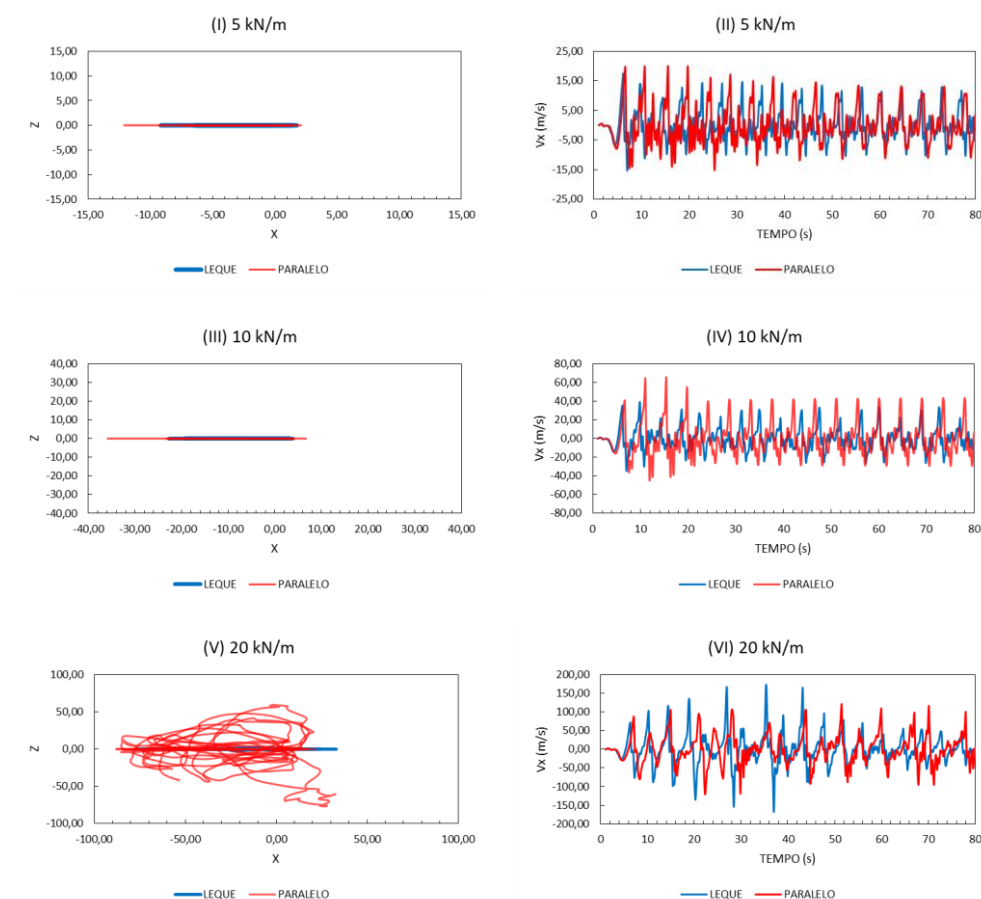 (I) 5 kN/m
15,00
10,00
5,00
Z
0,00
-5,00
-10,00
-15,00
-15,00 -10,00 -5,00 0,00 5,00 10,00 15,00
X
LEQUE PARALELO
(II) 5 kN/m
25,00
15,00
5,00
Vx (m/s)
-5,00
-15,00
-25,00
0 10 20 30 40 50 60 70 80
TEMPO (s)
LEQUE PARALELO
(III) 10 kN/m
40,00
30,00
20,00
10,00
Z
0,00
-10,00
-20,00
-30,00
-40,00
-40,00 -30,00 -20,00 -10,00 0,00 10,00 20,00 30,00 40,00
X
LEQUE PARALELO
(IV) 10 kN/m
80,00
60,00
40,00
20,00
Vx (m/s)
0,00
-20,00
-40,00
-60,00
-80,00
0 10 20 30 40 50 60 70 80
TEMPO (s)
LEQUE PARALELO
(V) 20 kN/m
100,00
50,00
Z
0,00
-50,00
-100,00
-100,00 -50,00 0,00 50,00 100,00
X
LEQUE PARALELO
(VI) 20 kN/m
200,00
150,00
100,00
50,00
Vx (m/s)
0,00
-50,00
-100,00
-150,00
-200,00
0 10 20 30 40 50 60 70 80
TEMPO (s)
LEQUE PARALELO